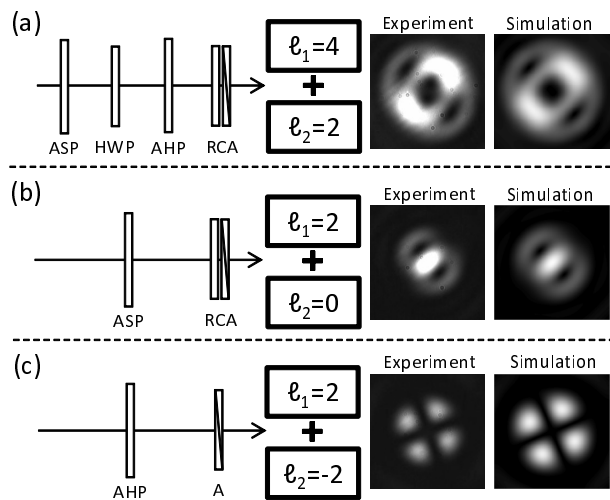 (a)
ASP HWP AHP RCA
ℓ1=4
+
ℓ2=2
Experiment Simulation
(b)
ASP RCA
ℓ1=2
+
ℓ2=0
Experiment Simulation
(c)
AHP A
ℓ1=2
+
ℓ2=-2
Experiment Simulation